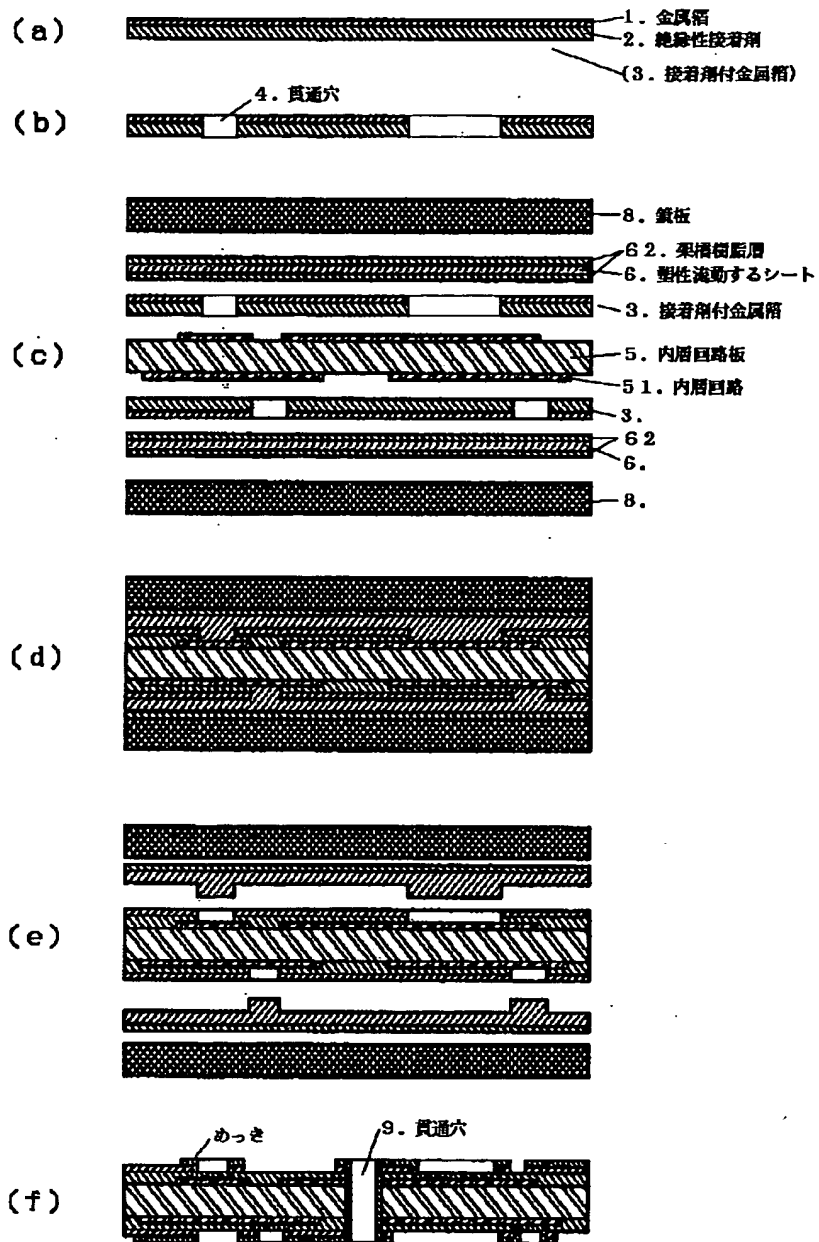 (a)
1. 金属箔
2. 絶縁性接着剤
(3. 接着剤付金属箔)
(b)
4. 貫通穴
(c)
8. 鏡板
62. 架橋樹脂層
6. 塑性流動するシート
3. 接着剤付金属箔
5. 内層回路板
51. 内層回路
3.
62
6.
8.
(d)
(e)
(f)
めっき
9. 貫通穴